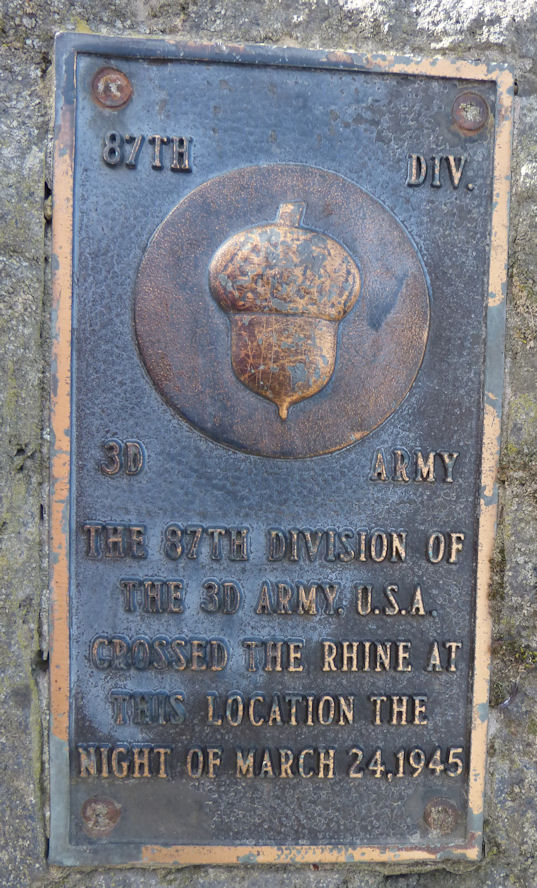 87TH DIV
3D ARMY
THE 87TH DIVISION OF
THE 3D ARMY, U.S.A.
CROSSED THE RHINE AT
THIS LOCATION THE
NIGHT OF MARCH 24, 1945